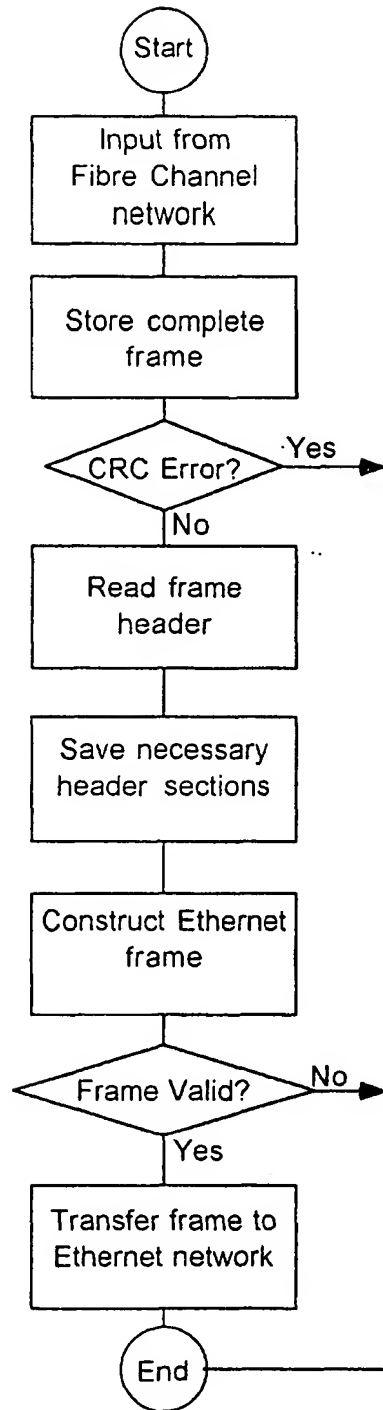 Start
Input from
Fibre Channel
network
Store complete
frame
CRC Error?
Yes
No
Read frame
header
Save necessary
header sections
Construct Ethernet
frame
Frame Valid?
No
Yes
Transfer frame to
Ethernet network
End